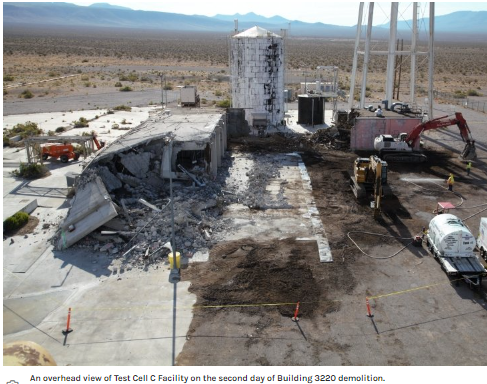 An overhead view of Test Cell C Facility on the second day of Building 3220 demolition.